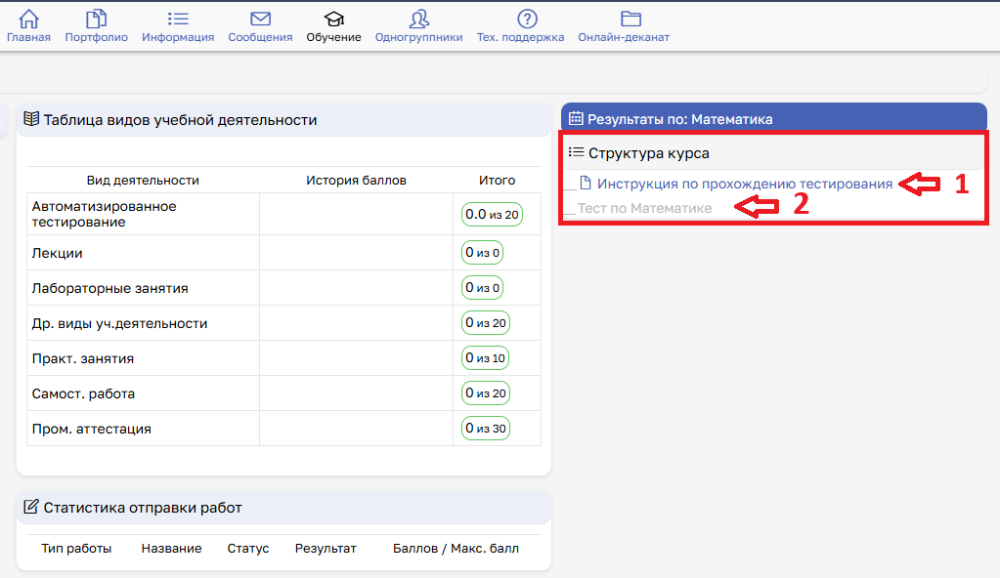 Главная Портфолио Информация Сообщения Обучение Одногруппники Тех. поддержка Онлайн-деканат
Таблица видов учебной деятельности
Вид деятельности История баллов Итого
Автоматизированное
тестирование
0.0 из 20
Лекции 0 из 0
Лабораторные занятия 0 из 0
Др. виды уч.деятельности 0 из 20
Практ. занятия 0 из 10
Самост. работа 0 из 20
Пром. аттестация 0 из 30
Статистика отправки работ
Тип работы Название Статус Результат Баллов / Макс. балл
Результаты по: Математика
Структура курса
Инструкция по прохождению тестирования 1
Тест по Математике 2